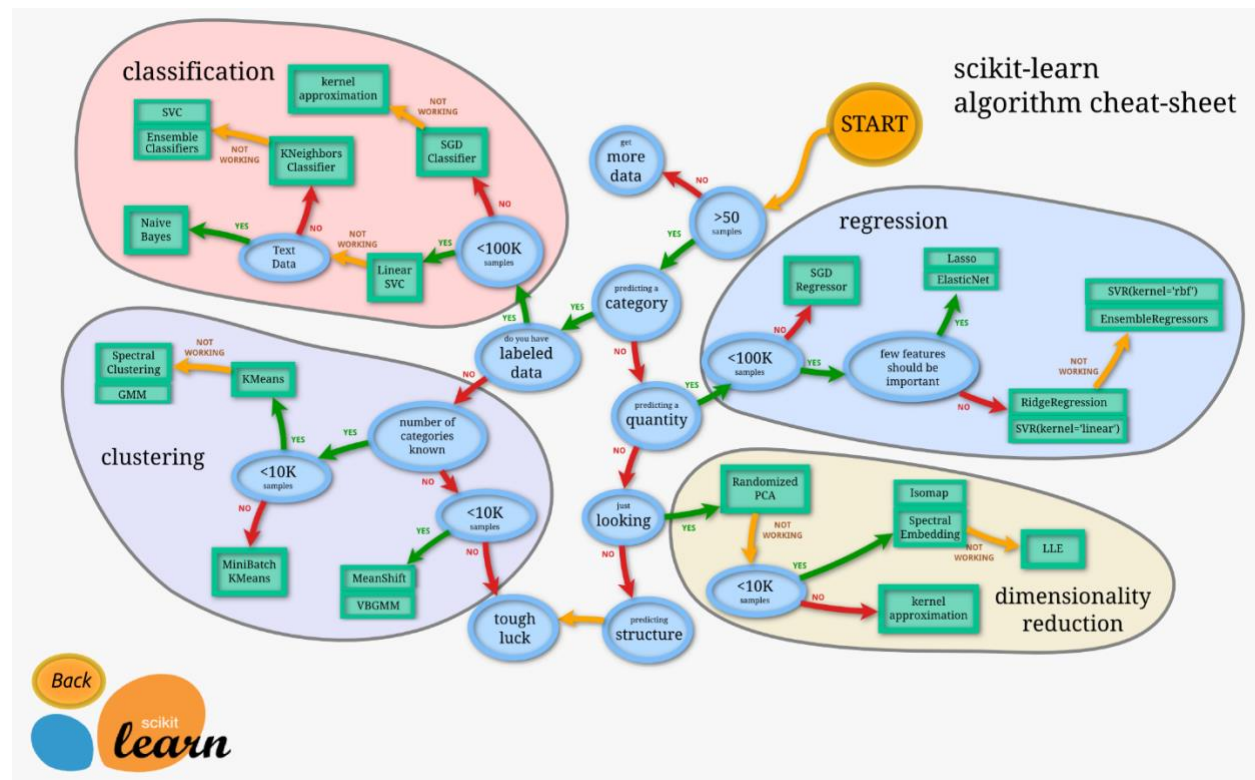 scikit-learn
algorithm cheat-sheet
START
classification
kernel
approximation
NOT
WORKING
SVC
Ensemble
Classifiers
NOT
WORKING
KNeighbors
Classifier
SGD
Classifier
NO
NO
Naive
Bayes
YES
Text
Data
NOT
WORKING
Linear
SVC
YES
<100K
samples
get
more
data
NO
>50
samples
YES
predicting a
category
YES
NO
do you have
labeled
data
YES
NO
predicting a
quantity
YES
NO
just
looking
YES
NO
predicting
structure
tough
luck
regression
SGD
Regressor
Lasso
ElasticNet
SVR(kernel='rbf')
EnsembleRegressors
<100K
samples
NO
YES
few features
should be
important
YES
NO
NOT
WORKING
RidgeRegression
SVR(kernel='linear')
clustering
Spectral
Clustering
GMM
NOT
WORKING
KMeans
YES
<10K
samples
YES
number of
categories
known
NO
NO
MiniBatch
KMeans
<10K
samples
YES
NO
MeanShift
VBGMM
dimensionality
reduction
Randomized
PCA
NOT
WORKING
<10K
samples
YES
NO
Isomap
Spectral
Embedding
NOT
WORKING
LLE
kernel
approximation
Back
scikit
learn